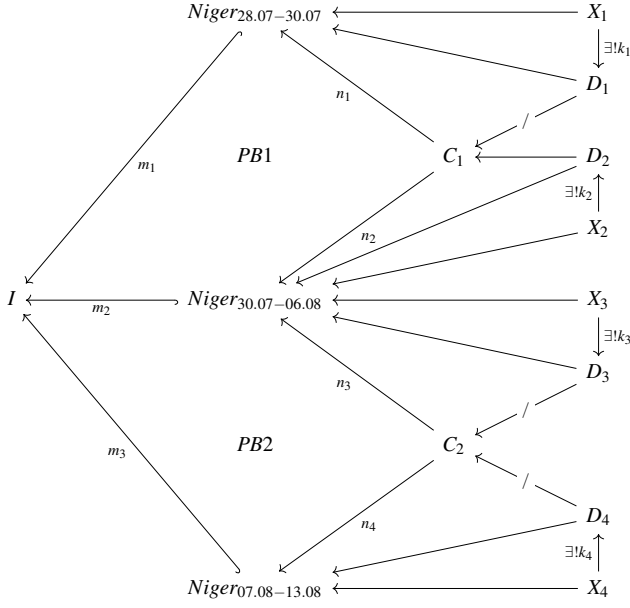 Niger₂₈.₀₇₋₃₀.₀₇ X₁
∃!k₁
D₁
n₁
/
m₁ PB1 C₁ D₂
∃!k₂
n₂ X₂
I m₂ Niger₃₀.₀₇₋₀₆.₀₈ X₃
∃!k₃
D₃
n₃
/
m₃ PB2 C₂
/
n₄ D₄
∃!k₄
Niger₀₇.₀₈₋₁₃.₀₈ X₄